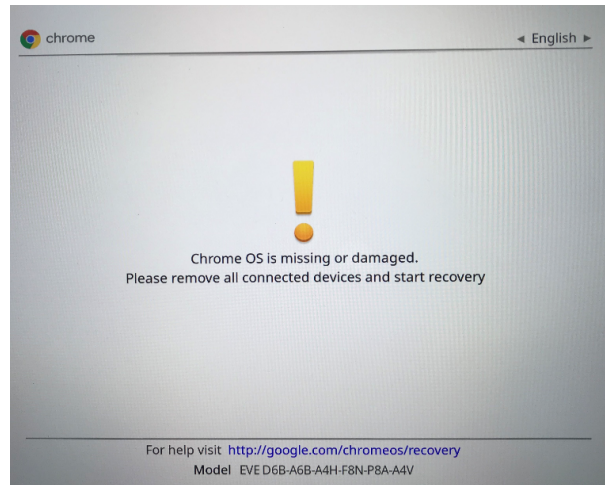 chrome
◄ English ►
Chrome OS is missing or damaged.
Please remove all connected devices and start recovery
For help visit http://google.com/chromeos/recovery
Model EVE D6B-A6B-A4H-F8N-P8A-A4V